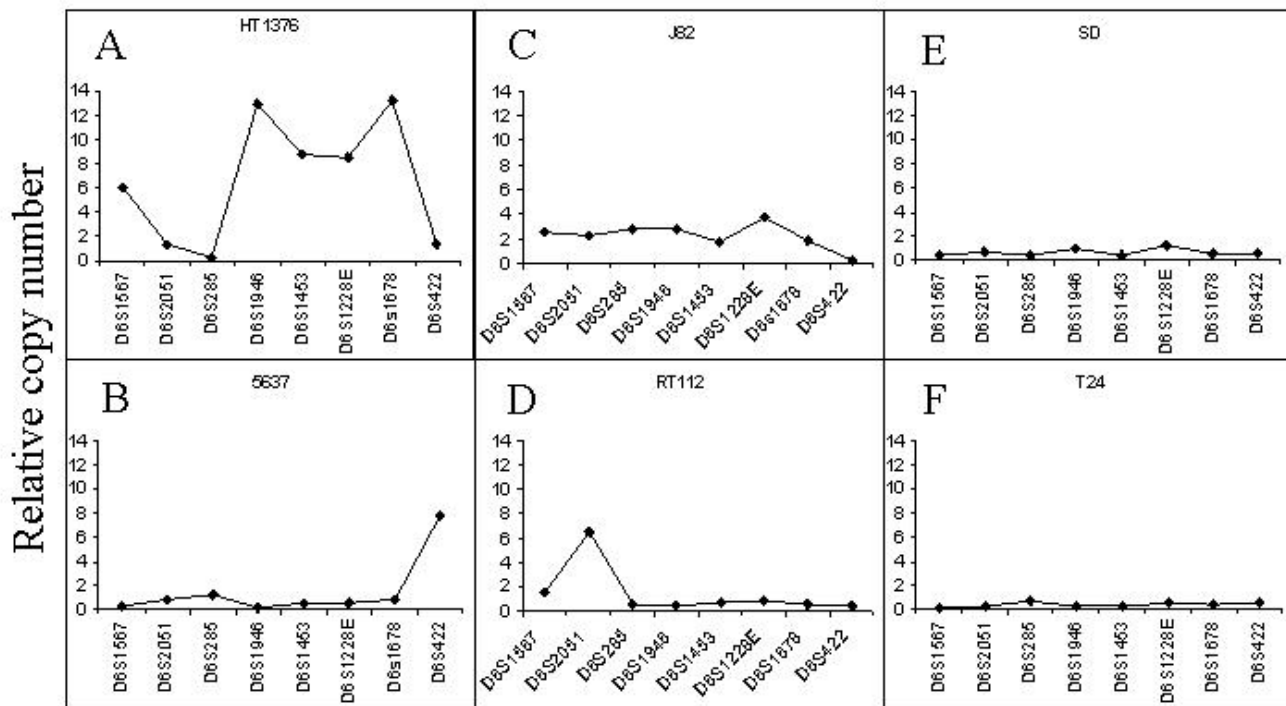 Relative copy number
A
HT1376
14
12
10
8
6
4
2
0
D6S1567
D6S2051
D6S285
D6S1946
D6S1453
D6S1228E
D6s1678
D6S422
C
J82
14
12
10
8
6
4
2
0
D6S1567
D6S2051
D6S285
D6S1946
D6S1453
D6S1228E
D6s1678
D6S422
E
SD
14
12
10
8
6
4
2
0
D6S1567
D6S2051
D6S285
D6S1946
D6S1453
D6S1228E
D6S1678
D6S422
B
5637
14
12
10
8
6
4
2
0
D6S1567
D6S2051
D6S285
D6S1946
D6S1453
D6S1228E
D6s1678
D6S422
D
RT112
14
12
10
8
6
4
2
0
D6S1567
D6S2051
D6S285
D6S1946
D6S1453
D6S1228E
D6S1678
D6S422
F
T24
14
12
10
8
6
4
2
0
D6S1567
D6S2051
D6S285
D6S1946
D6S1453
D6S1228E
D6S1678
D6S422